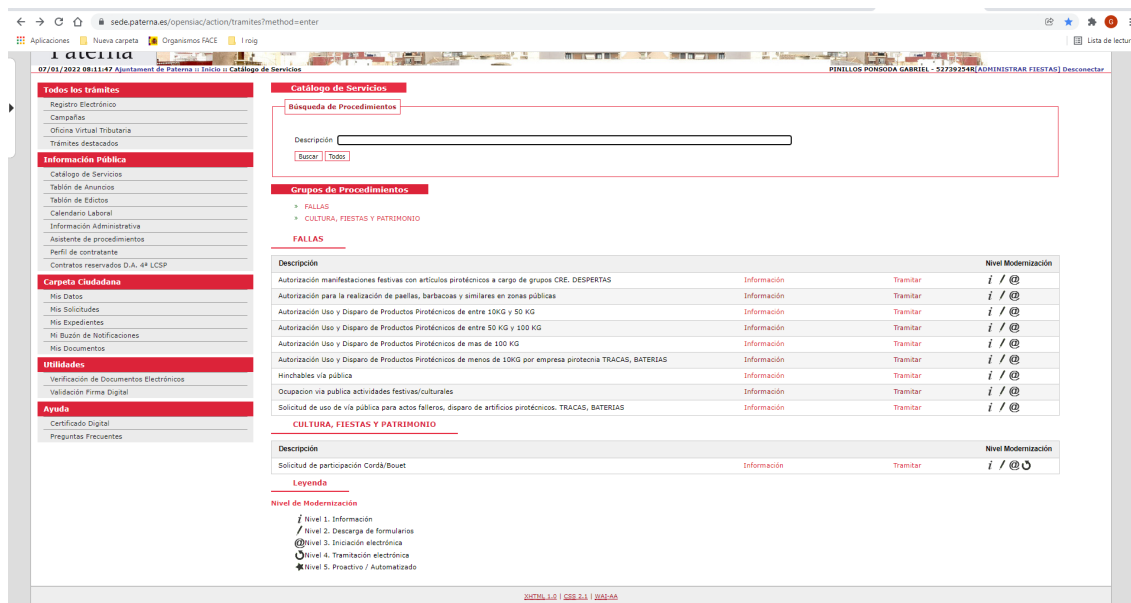 sede.paterna.es/opensiac/action/tramites?method=enter
G
Aplicaciones Nueva carpeta Organismos FACE l roig Lista de lectur
Paterna
07/01/2022 08:11:47 Ajuntament de Paterna :: Inicio :: Catálogo de Servicios PINILLOS PONSODA GABRIEL - 52739254R[ADMINISTRAR FIESTAS] Desconectar
Todos los trámites
Registro Electrónico
Campañas
Oficina Virtual Tributaria
Trámites destacados
Información Pública
Catálogo de Servicios
Tablón de Anuncios
Tablón de Edictos
Calendario Laboral
Información Administrativa
Asistente de procedimientos
Perfil de contratante
Contratos reservados D.A. 4ª LCSP
Carpeta Ciudadana
Mis Datos
Mis Solicitudes
Mis Expedientes
Mi Buzón de Notificaciones
Mis Documentos
Utilidades
Verificación de Documentos Electrónicos
Validación Firma Digital
Ayuda
Certificado Digital
Preguntas Frecuentes
Catálogo de Servicios
Búsqueda de Procedimientos
Descripción
Buscar Todos
Grupos de Procedimientos
» FALLAS
» CULTURA, FIESTAS Y PATRIMONIO
FALLAS
Descripción Nivel Modernización
Autorización manifestaciones festivas con artículos pirotécnicos a cargo de grupos CRE. DESPERTAS Información Tramitar i / @
Autorización para la realización de paellas, barbacoas y similares en zonas públicas Información Tramitar i / @
Autorización Uso y Disparo de Productos Pirotécnicos de entre 10KG y 50 KG Información Tramitar i / @
Autorización Uso y Disparo de Productos Pirotécnicos de entre 50 KG y 100 KG Información Tramitar i / @
Autorización Uso y Disparo de Productos Pirotécnicos de mas de 100 KG Información Tramitar i / @
Autorización Uso y Disparo de Productos Pirotécnicos de menos de 10KG por empresa pirotecnia TRACAS, BATERIAS Información Tramitar i / @
Hinchables vía pública Información Tramitar i / @
Ocupacion via publica actividades festivas/culturales Información Tramitar i / @
Solicitud de uso de vía pública para actos falleros, disparo de artificios pirotécnicos. TRACAS, BATERIAS Información Tramitar i / @
CULTURA, FIESTAS Y PATRIMONIO
Descripción Nivel Modernización
Solicitud de participación Cordà/Bouet Información Tramitar i / @
Leyenda
Nivel de Modernización
i Nivel 1. Información
/ Nivel 2. Descarga de formularios
@ Nivel 3. Iniciación electrónica
Nivel 4. Tramitación electrónica
Nivel 5. Proactivo / Automatizado
XHTML 1.0 | CSS 2.1 | WAI-AA